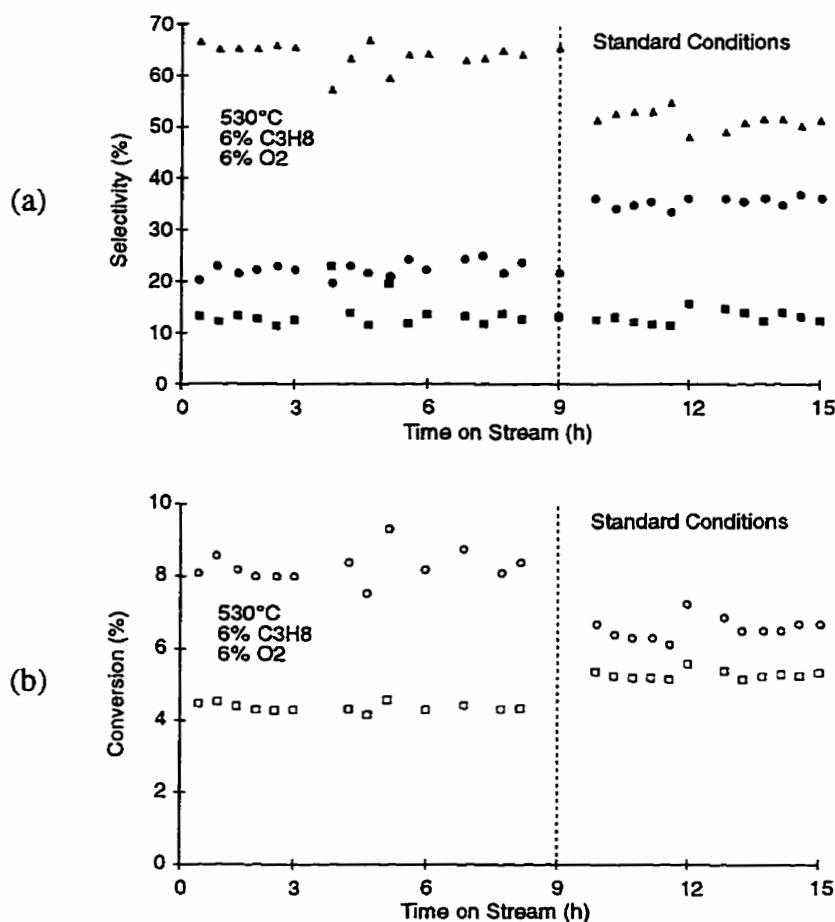 (a)
Selectivity (%)
70
60
50
40
30
20
10
0
530°C
6% C3H8
6% O2
Standard Conditions
0 3 6 9 12 15
Time on Stream (h)
(b)
Conversion (%)
10
8
6
4
2
0
530°C
6% C3H8
6% O2
Standard Conditions
0 3 6 9 12 15
Time on Stream (h)